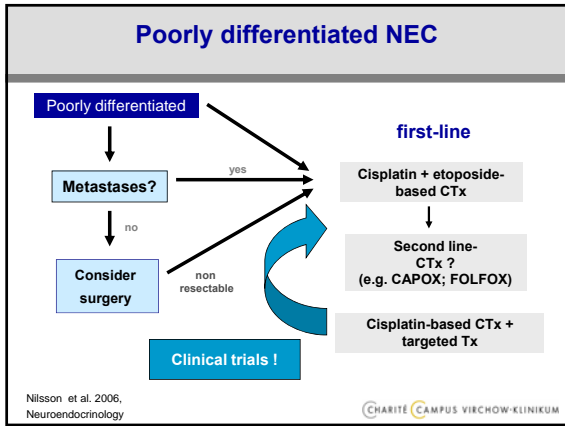 Poorly differentiated NEC
Poorly differentiated
first-line
Metastases?
yes
Cisplatin + etoposide-
based CTx
no
Second line-
CTx ?
(e.g. CAPOX; FOLFOX)
Consider
surgery
non
resectable
Cisplatin-based CTx +
targeted Tx
Clinical trials !
Nilsson et al. 2006,
Neuroendocrinology
CHARITÉ CAMPUS VIRCHOW-KLINIKUM